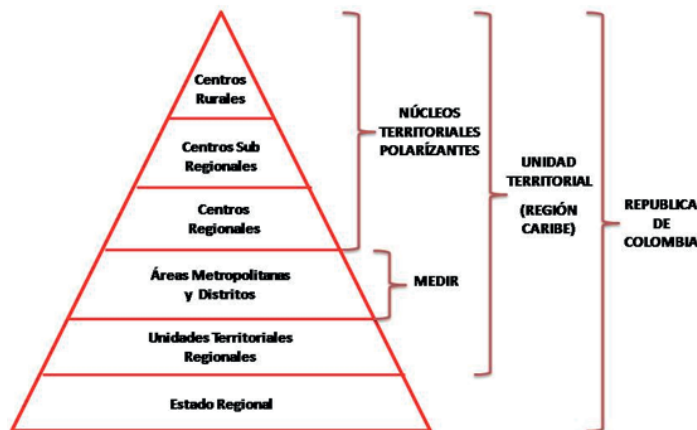 Centros
Rurales
Centros Sub
Regionales
Centros
Regionales
Áreas Metropolitanas
y Distritos
Unidades Territoriales
Regionales
Estado Regional
NÚCLEOS
TERRITORIALES
POLARÍZANTES
MEDIR
UNIDAD
TERRITORIAL
(REGIÓN
CARIBE)
REPUBLICA
DE
COLOMBIA